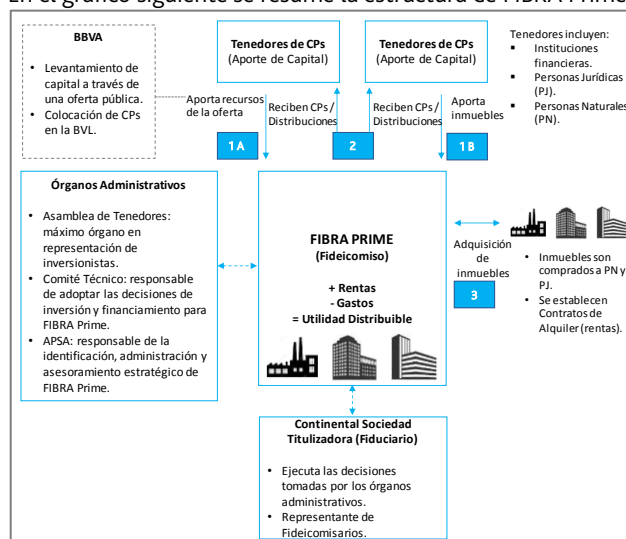 En el gráfico siguiente se resume la estructura de FIBRA Prime
BBVA
• Levantamiento de
capital a través de
una oferta pública.
• Colocación de CPs
en la BVL.
Tenedores de CPs
(Aporte de Capital)
Tenedores de CPs
(Aporte de Capital)
Tenedores incluyen:
▪ Instituciones
financieras.
▪ Personas Jurídicas
(PJ).
▪ Personas Naturales
(PN).
Aporta recursos
de la oferta
Reciben CPs /
Distribuciones
Reciben CPs /
Distribuciones
Aporta
inmuebles
1 A
2
1 B
Órganos Administrativos
• Asamblea de Tenedores:
máximo órgano en
representación de
inversionistas.
• Comité Técnico: responsable
de adoptar las decisiones de
inversión y financiamiento para
FIBRA Prime.
• APSA: responsable de la
identificación, administración y
asesoramiento estratégico de
FIBRA Prime.
FIBRA PRIME
(Fideicomiso)
+ Rentas
- Gastos
= Utilidad Distribuible
Adquisición
de
inmuebles
3
• Inmuebles son
comprados a PN y
PJ.
• Se establecen
Contratos de
Alquiler (rentas).
Continental Sociedad
Titulizadora (Fiduciario)
• Ejecuta las decisiones
tomadas por los órganos
administrativos.
• Representante de
Fideicomisarios.